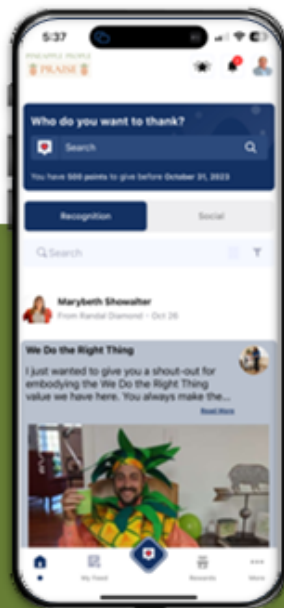 5:37
PINEAPPLE PEOPLE
PRAISE
Who do you want to thank?
Search
You have 500 points to give before October 31, 2023
Recognition
Social
Search
Marybeth Showalter
From Randal Diamond - Oct 26
We Do the Right Thing
I just wanted to give you a shout-out for
embodying the We Do the Right Thing
value we have here. You always make the...
Read More
My Feed
Rewards
More